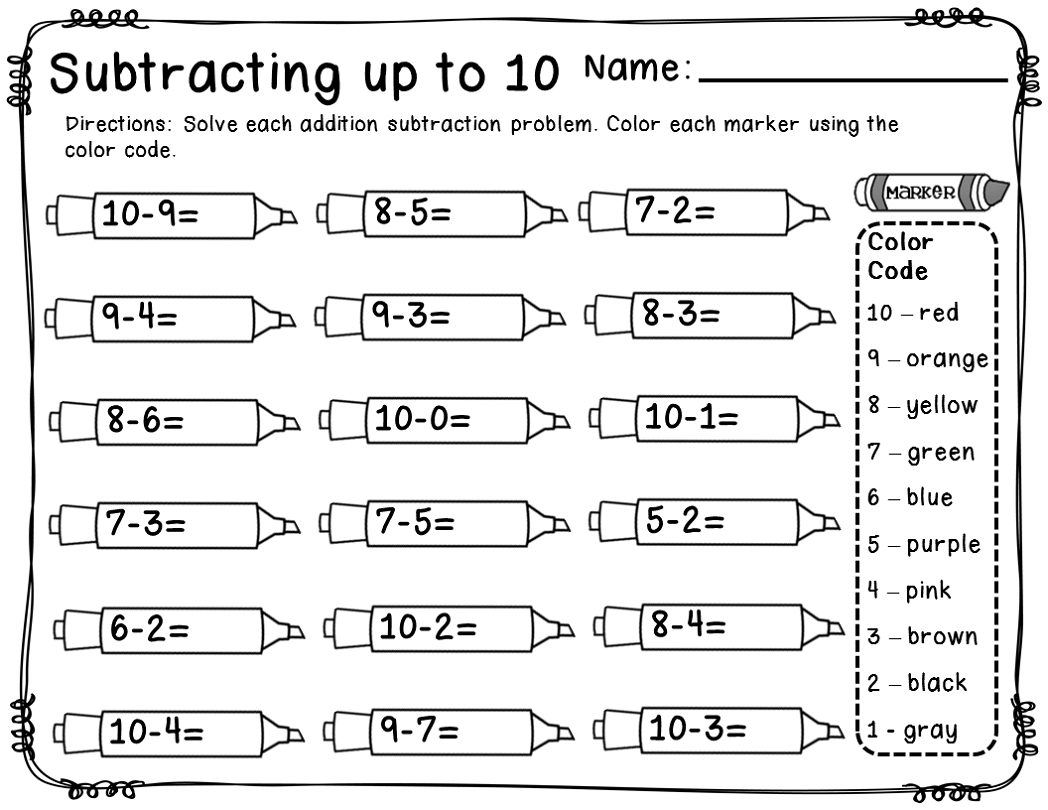 Subtracting up to 10 Name:
Directions: Solve each addition subtraction problem. Color each marker using the
color code.
10-9=
8-5=
7-2=
9-4=
9-3=
8-3=
8-6=
10-0=
10-1=
7-3=
7-5=
5-2=
6-2=
10-2=
8-4=
10-4=
9-7=
10-3=
MARKER
Color
Code
10 – red
9 – orange
8 – yellow
7 – green
6 – blue
5 – purple
4 – pink
3 – brown
2 – black
1 - gray